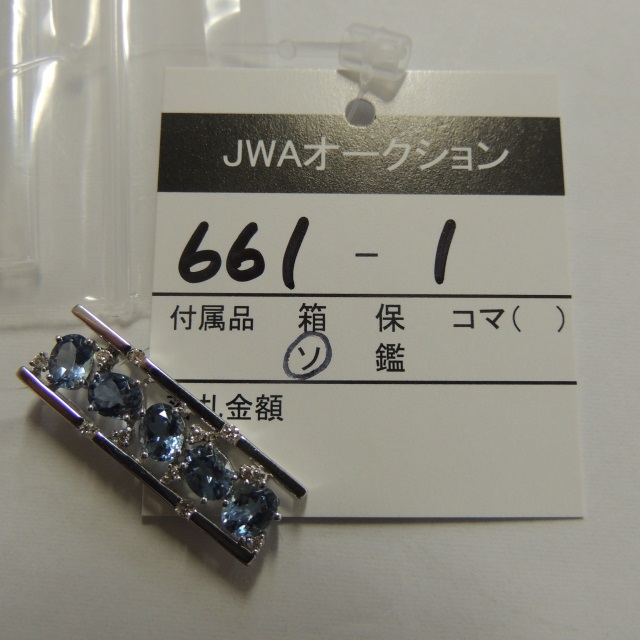 JWAオークション
661 - 1
付属品 箱 保 コマ( )
ソ 鑑
札金額